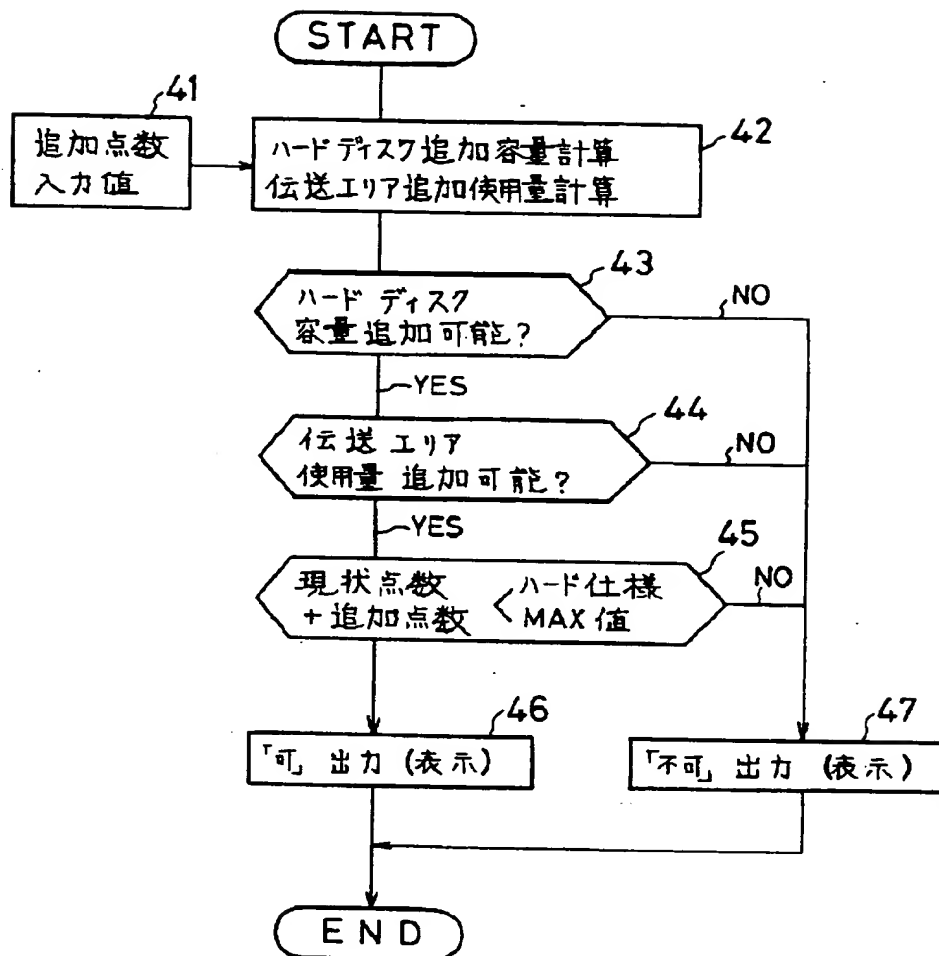 START
41
追加点数
入力値
42
ハードディスク追加容量計算
伝送エリア追加使用量計算
43
ハードディスク
容量追加可能?
NO
YES
44
伝送エリア
使用量追加可能?
NO
YES
45
現状点数 < ハード仕様
+追加点数 MAX値
NO
46
「可」出力(表示)
47
「不可」出力(表示)
END